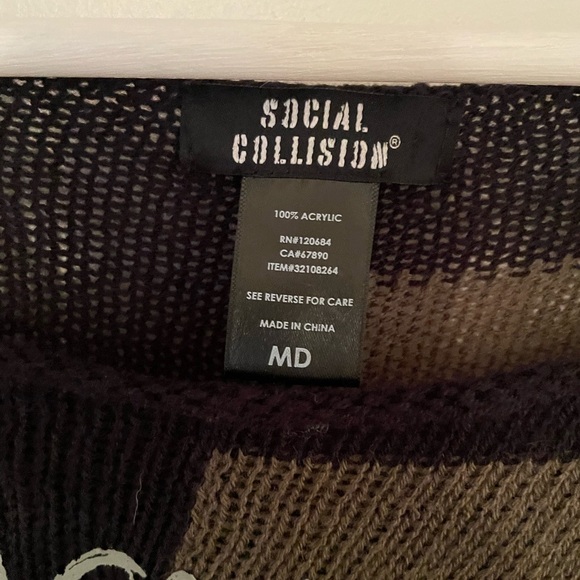 SOCIAL
COLLISION®
100% ACRYLIC
RN#120684
CA#67890
ITEM#32108264
SEE REVERSE FOR CARE
MADE IN CHINA
MD